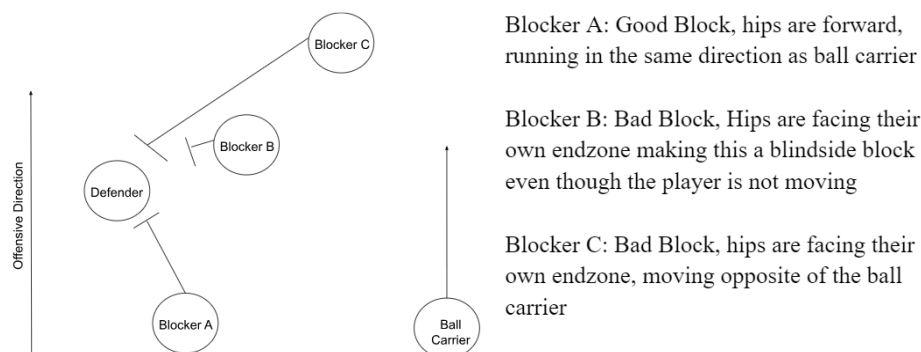 Blocker C
Blocker B
Defender
Blocker A
Ball
Carrier
Offensive Direction
Blocker A: Good Block, hips are forward,
running in the same direction as ball carrier
Blocker B: Bad Block, Hips are facing their
own endzone making this a blindside block
even though the player is not moving
Blocker C: Bad Block, hips are facing their
own endzone, moving opposite of the ball
carrier